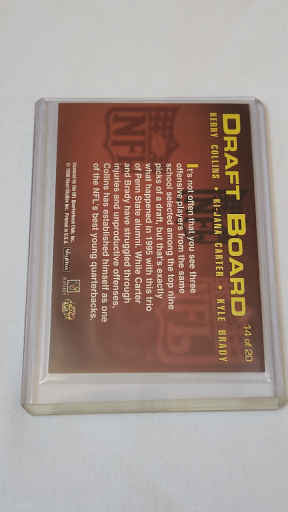 DRAFT BOARD 14 of 20
KERRY COLLINS • KI-JANA CARTER • KYLE BRADY
It's not often that you see three
offensive players from the same
school selected among the top nine
picks of a draft, but that's exactly
what happened in 1995 with this trio
of Penn State alumni. While Carter
and Brady have struggled through
injuries and unproductive offenses,
Collins has established himself as one
of the NFL's best young quarterbacks.
NFL